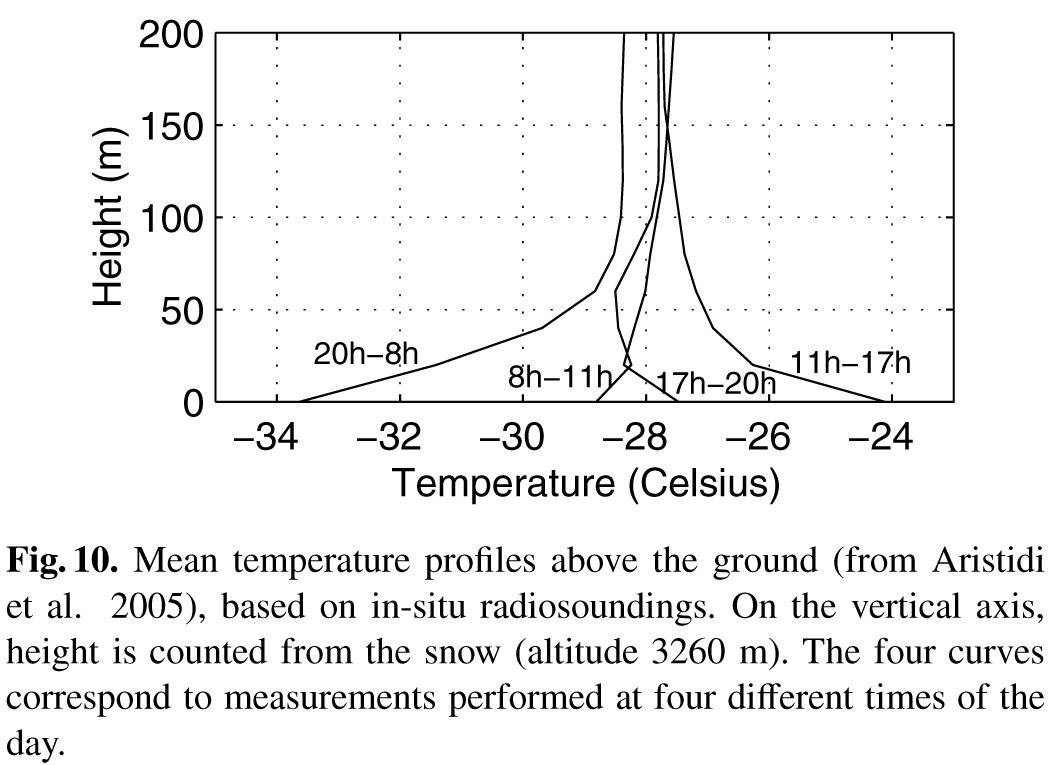 200
150
100
50
0
Height (m)
20h−8h
8h−11h
17h−20h
11h−17h
−34 −32 −30 −28 −26 −24
Temperature (Celsius)
Fig. 10. Mean temperature profiles above the ground (from Aristidi
et al. 2005), based on in-situ radiosoundings. On the vertical axis,
height is counted from the snow (altitude 3260 m). The four curves
correspond to measurements performed at four different times of the
day.